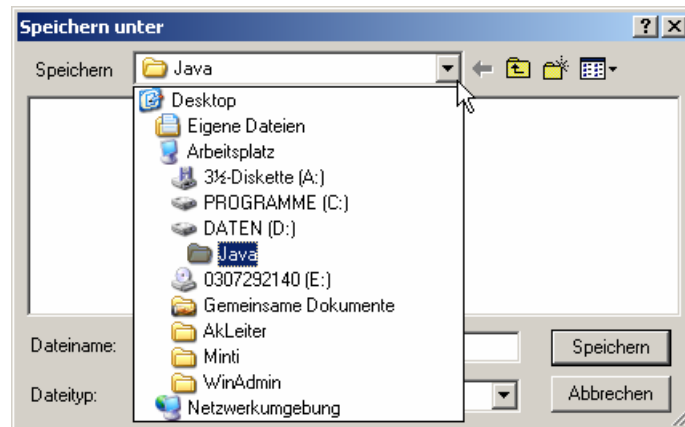 Speichern unter
Speichern
Java
Desktop
Eigene Dateien
Arbeitsplatz
3½-Diskette (A:)
PROGRAMME (C:)
DATEN (D:)
Java
0307292140 (E:)
Gemeinsame Dokumente
AkLeiter
Minti
WinAdmin
Netzwerkumgebung
Dateiname:
Speichern
Dateityp:
Abbrechen